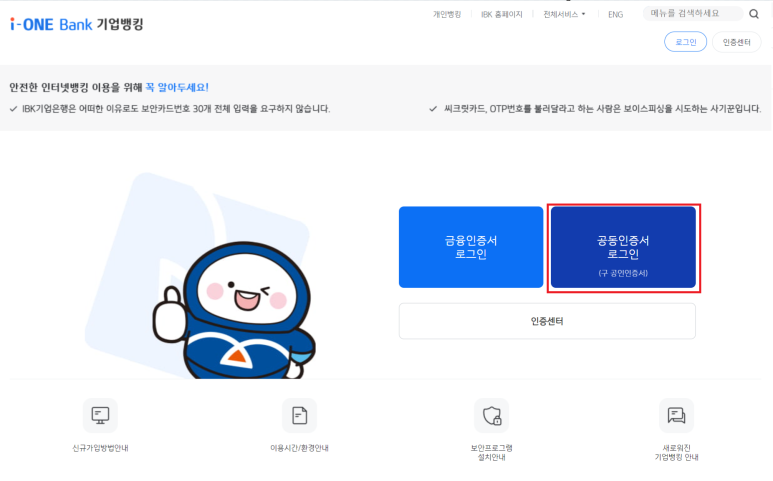 i-ONE Bank 기업뱅킹
개인뱅킹
IBK 홈페이지
전체서비스
ENG
메뉴를 검색하세요
로그인
인증센터
안전한 인터넷뱅킹 이용을 위해 꼭 알아두세요!
IBK기업은행은 어떠한 이유로도 보안카드번호 30개 전체 입력을 요구하지 않습니다.
씨크릿카드, OTP번호를 불러달라고 하는 사람은 보이스피싱을 시도하는 사기꾼입니다.
금융인증서
로그인
공동인증서
로그인
(구 공인인증서)
인증센터
신규가입방법안내
이용시간/환경안내
보안프로그램
설치안내
새로워진
기업뱅킹 안내